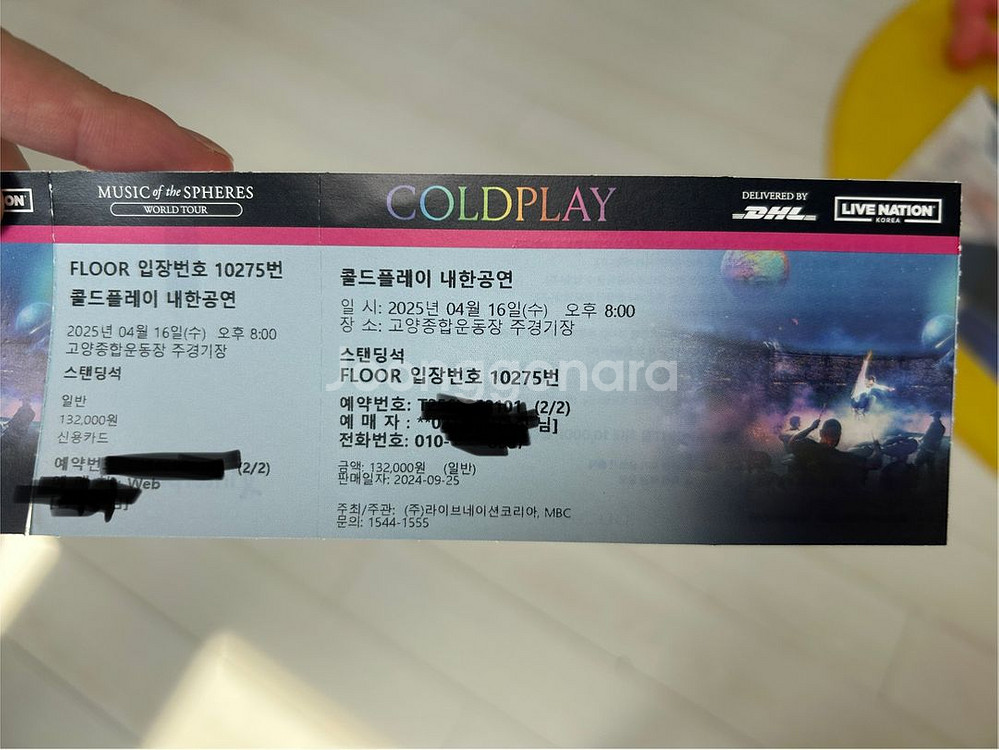 ON
MUSIC of the SPHERES
WORLD TOUR
COLDPLAY
DELIVERED BY
DHL
LIVE NATION
KOREA
FLOOR 입장번호 10275번
콜드플레이 내한공연
2025년 04월 16일(수) 오후 8:00
고양종합운동장 주경기장
스탠딩석
일반
132,000원
신용카드
예약번 (2/2)
Web
콜드플레이 내한공연
일 시: 2025년 04월 16일(수) 오후 8:00
장 소: 고양종합운동장 주경기장
스탠딩석
FLOOR 입장번호 10275번
예약번호: (2/2)
예 매 자 : 님]
전화번호: 010-
금액: 132,000원 (일반)
판매일자: 2024-09-25
주최/주관: (주)라이브네이션코리아, MBC
문의: 1544-1555
Joonggonara